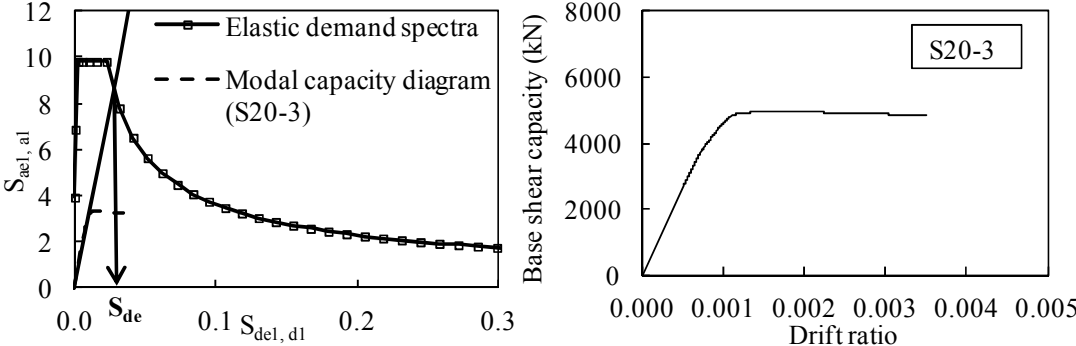 12
10
8
6
4
2
0
S_ael, al
Elastic demand spectra
Modal capacity diagram
(S20-3)
S_de
0.0
0.1
0.2
0.3
S_del, dl
8000
6000
4000
2000
0
Base shear capacity (kN)
S20-3
0.000
0.001
0.002
0.003
0.004
0.005
Drift ratio